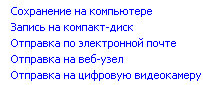 Сохранение на компьютере
Запись на компакт-диск
Отправка по электронной почте
Отправка на веб-узел
Отправка на цифровую видеокамеру